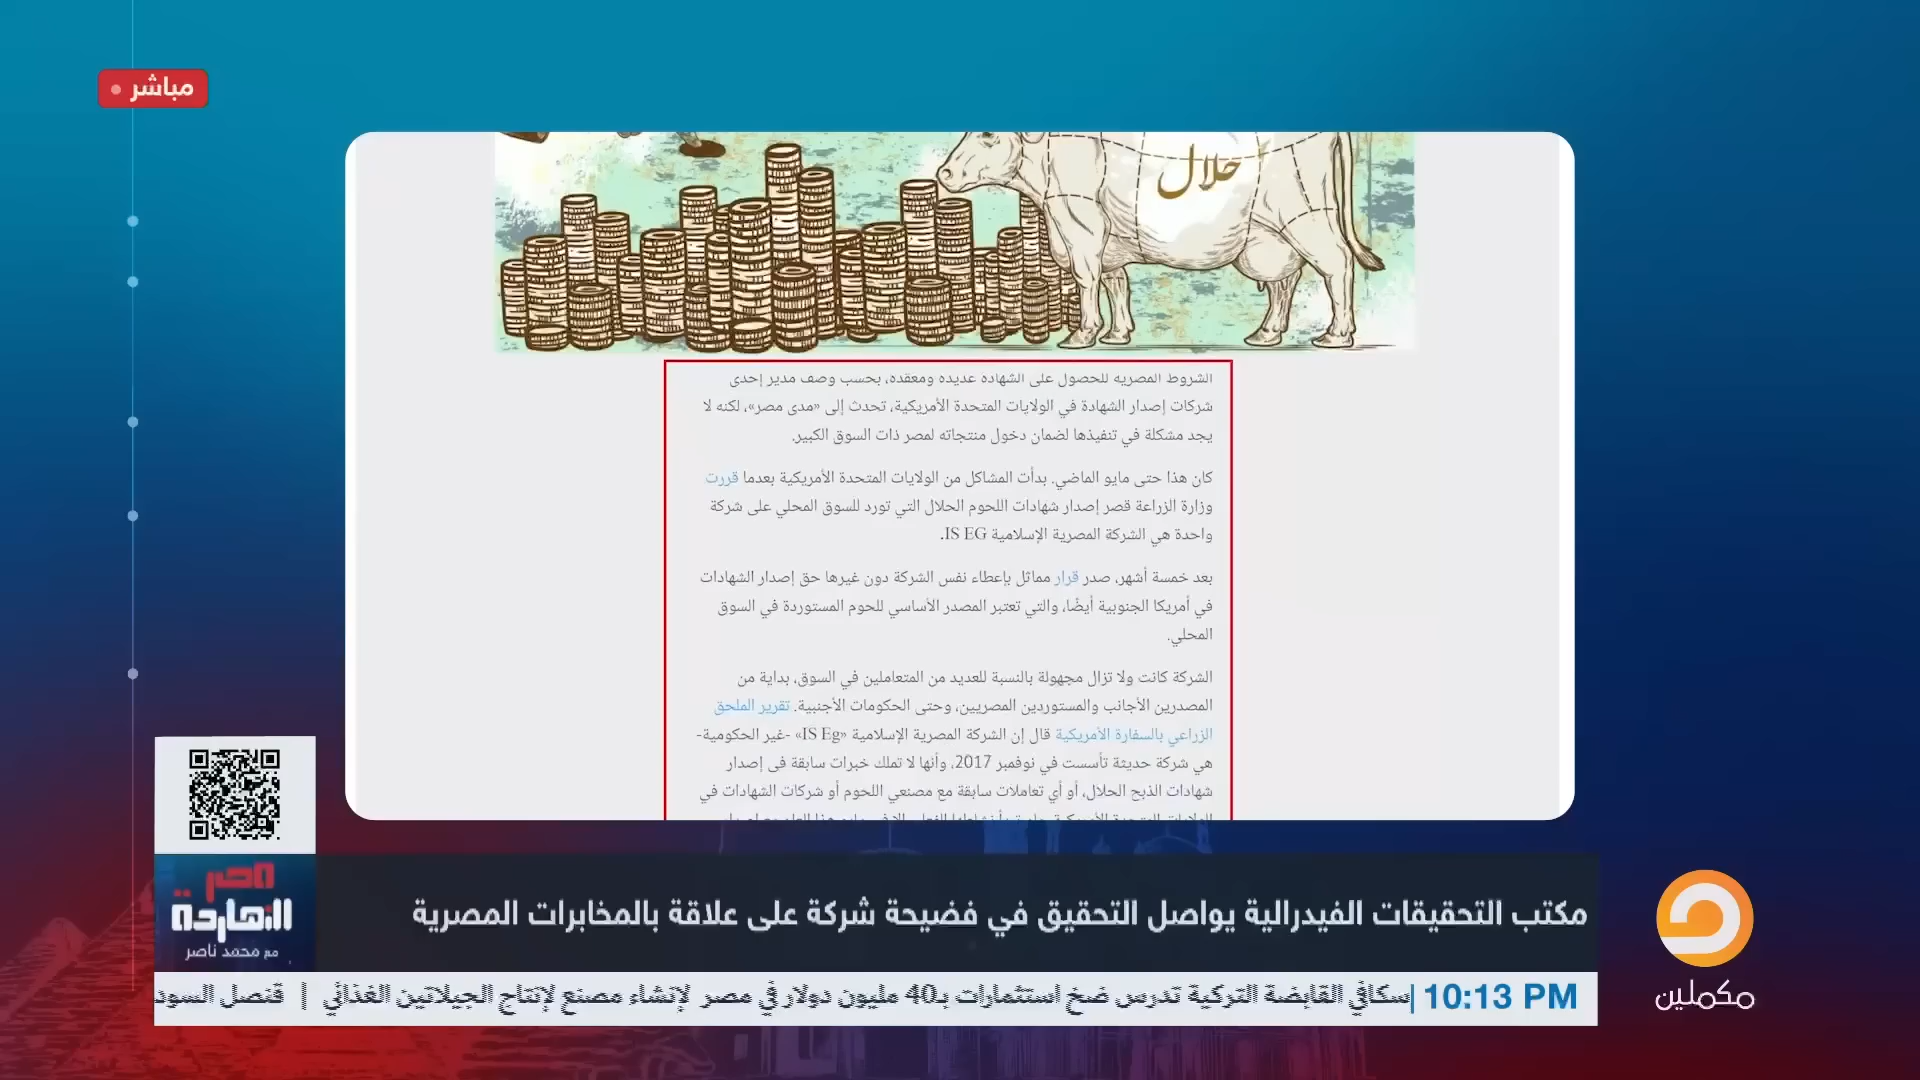 مباشر
حلال
الشروط المصرية للحصول على الشهادة عديدة ومعقدة، بحسب وصف مدير إحدى
شركات إصدار الشهادة في الولايات المتحدة الأمريكية، تحدث إلى «مدى مصر»، لكنه لا
يجد مشكلة في تنفيذها لضمان دخول منتجاته لمصر ذات السوق الكبير.
كان هذا حتى مايو الماضي. بدأت المشاكل من الولايات المتحدة الأمريكية بعدما قررت
وزارة الزراعة قصر إصدار شهادات اللحوم الحلال التي تورد للسوق المحلي على شركة
واحدة هي الشركة المصرية الإسلامية IS EG.
بعد خمسة أشهر، صدر قرار مماثل بإعطاء نفس الشركة دون غيرها حق إصدار الشهادات
في أمريكا الجنوبية أيضًا، والتي تعتبر المصدر الأساسي للحوم المستوردة في السوق
المحلي.
الشركة كانت ولا تزال مجهولة بالنسبة للعديد من المتعاملين في السوق، بداية من
المصدرين الأجانب والمستوردين المصريين، وحتى الحكومات الأجنبية. تقرير الملحق
الزراعي بالسفارة الأمريكية قال إن الشركة المصرية الإسلامية «IS Eg» -غير الحكومية-
هي شركة حديثة تأسست في نوفمبر 2017، وأنها لا تملك خبرات سابقة فى إصدار
شهادات الذبح الحلال، أو أي تعاملات سابقة مع مصنعي اللحوم أو شركات الشهادات في
مصر
النهاردة
مع محمد ناصر
مكتب التحقيقات الفيدرالية يواصل التحقيق في فضيحة شركة على علاقة بالمخابرات المصرية
10:13 PM | سكافي القابضة التركية تدرس ضخ استثمارات بـ40 مليون دولار في مصر لإنشاء مصنع لإنتاج الجيلاتين الغذائي | قنصل السود
مكملين